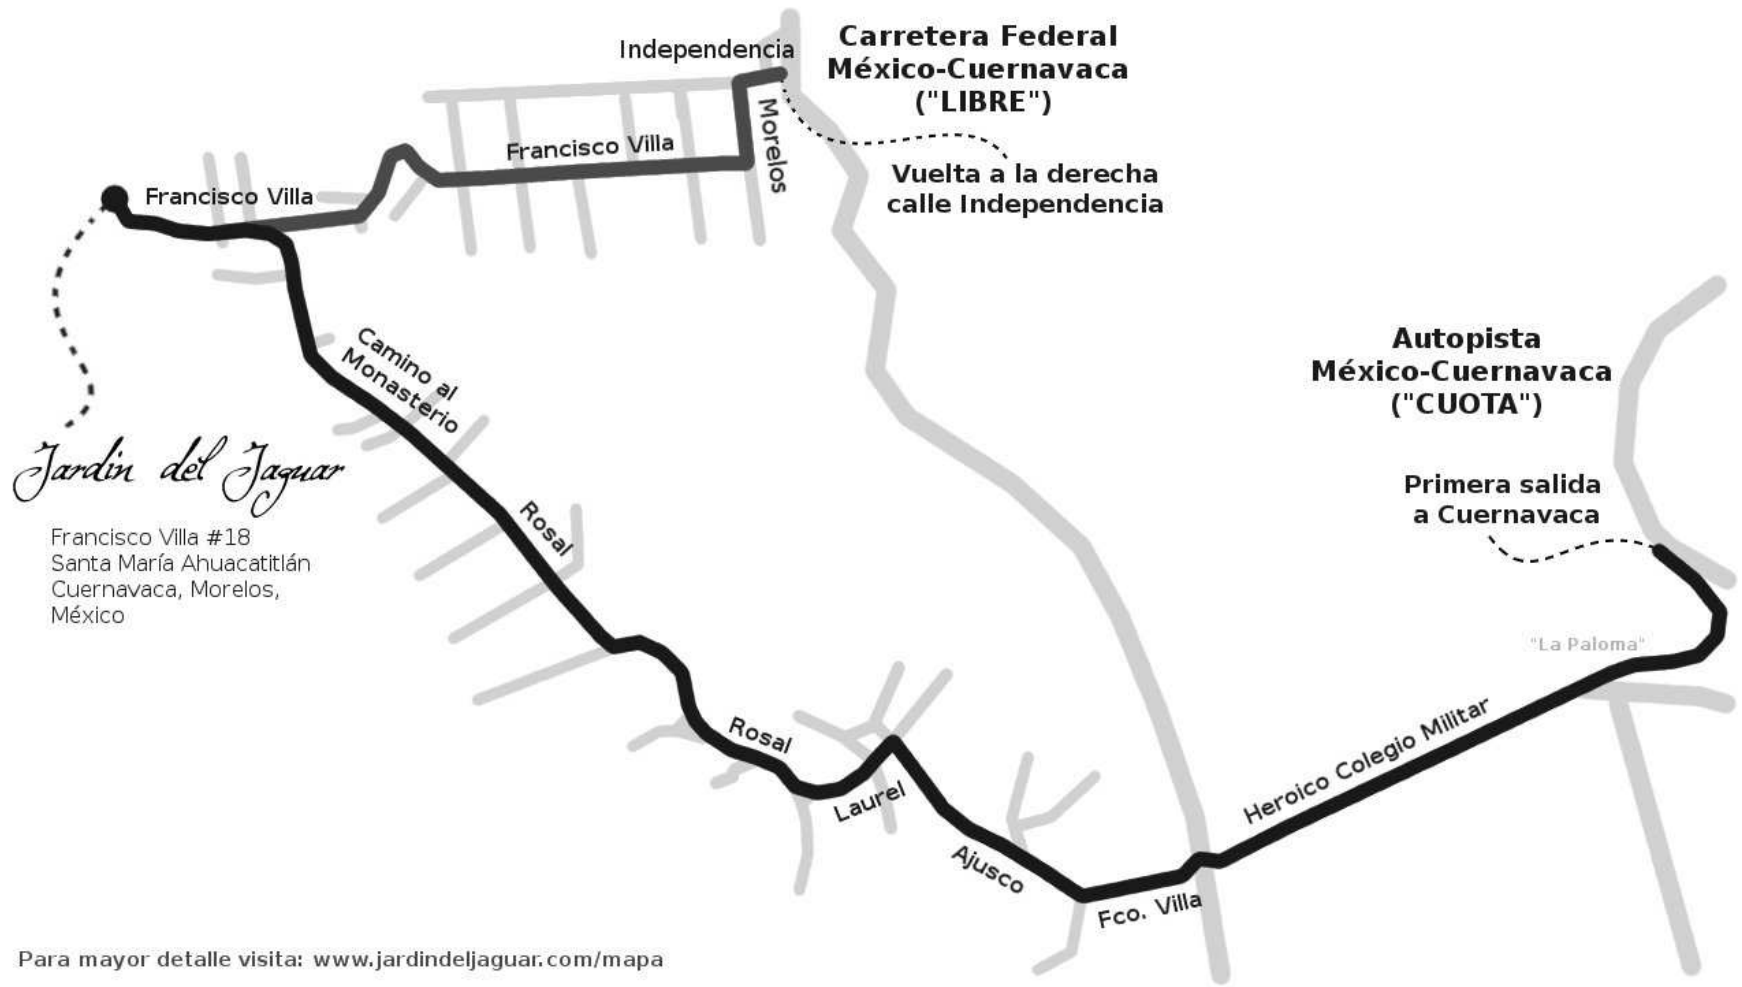 Independencia
Carretera Federal
México-Cuernavaca
("LIBRE")
Morelos
Francisco Villa
Vuelta a la derecha
calle Independencia
Francisco Villa
Autopista
México-Cuernavaca
("CUOTA")
Camino al
Monasterio
Jardin del Jaguar
Primera salida
a Cuernavaca
Rosal
Francisco Villa #18
Santa María Ahuacatitlán
Cuernavaca, Morelos,
México
"La Paloma"
Rosal
Heroico Colegio Militar
Laurel
Ajusco
Fco. Villa
Para mayor detalle visita: www.jardindeljaguar.com/mapa